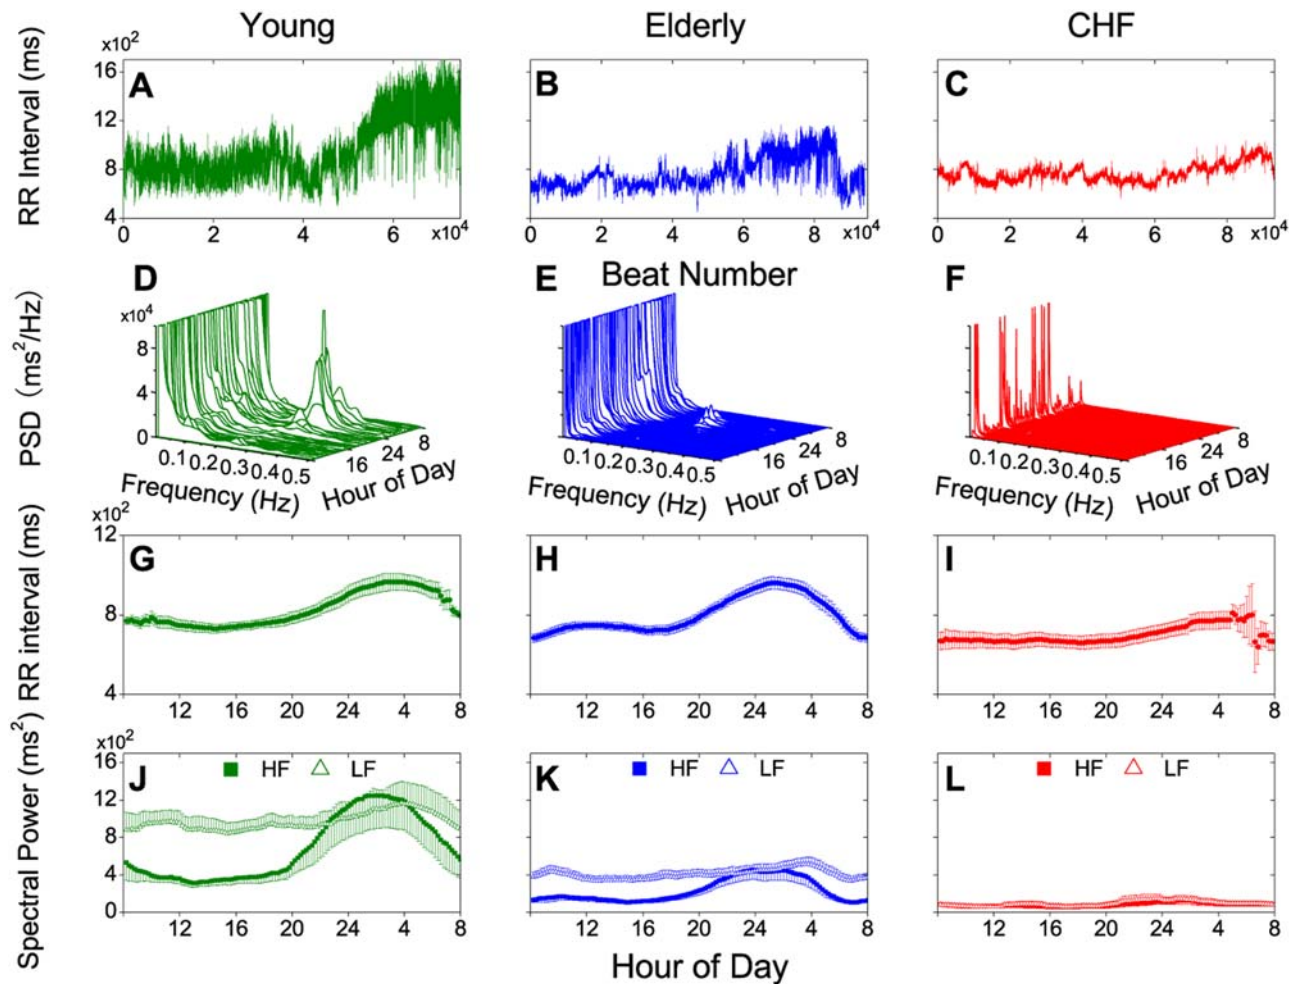 Young
Elderly
CHF
RR Interval (ms)
x10²
16
12
8
4
A
0 2 4 6 x10⁴
B
0 2 4 6 8 x10⁴
C
0 2 4 6 8 x10⁴
Beat Number
PSD (ms²/Hz)
D
x10⁴
8
4
0
0.1 0.2 0.3 0.4 0.5
16 24 8
Frequency (Hz)
Hour of Day
E
0.1 0.2 0.3 0.4 0.5
16 24 8
Frequency (Hz)
Hour of Day
F
0.1 0.2 0.3 0.4 0.5
16 24 8
Frequency (Hz)
Hour of Day
RR interval (ms)
x10²
12
8
4
G
12 16 20 24 4 8
H
12 16 20 24 4 8
I
12 16 20 24 4 8
Spectral Power (ms²)
x10²
16
12
8
4
0
J
HF LF
12 16 20 24 4 8
K
HF LF
12 16 20 24 4 8
L
HF LF
12 16 20 24 4 8
Hour of Day